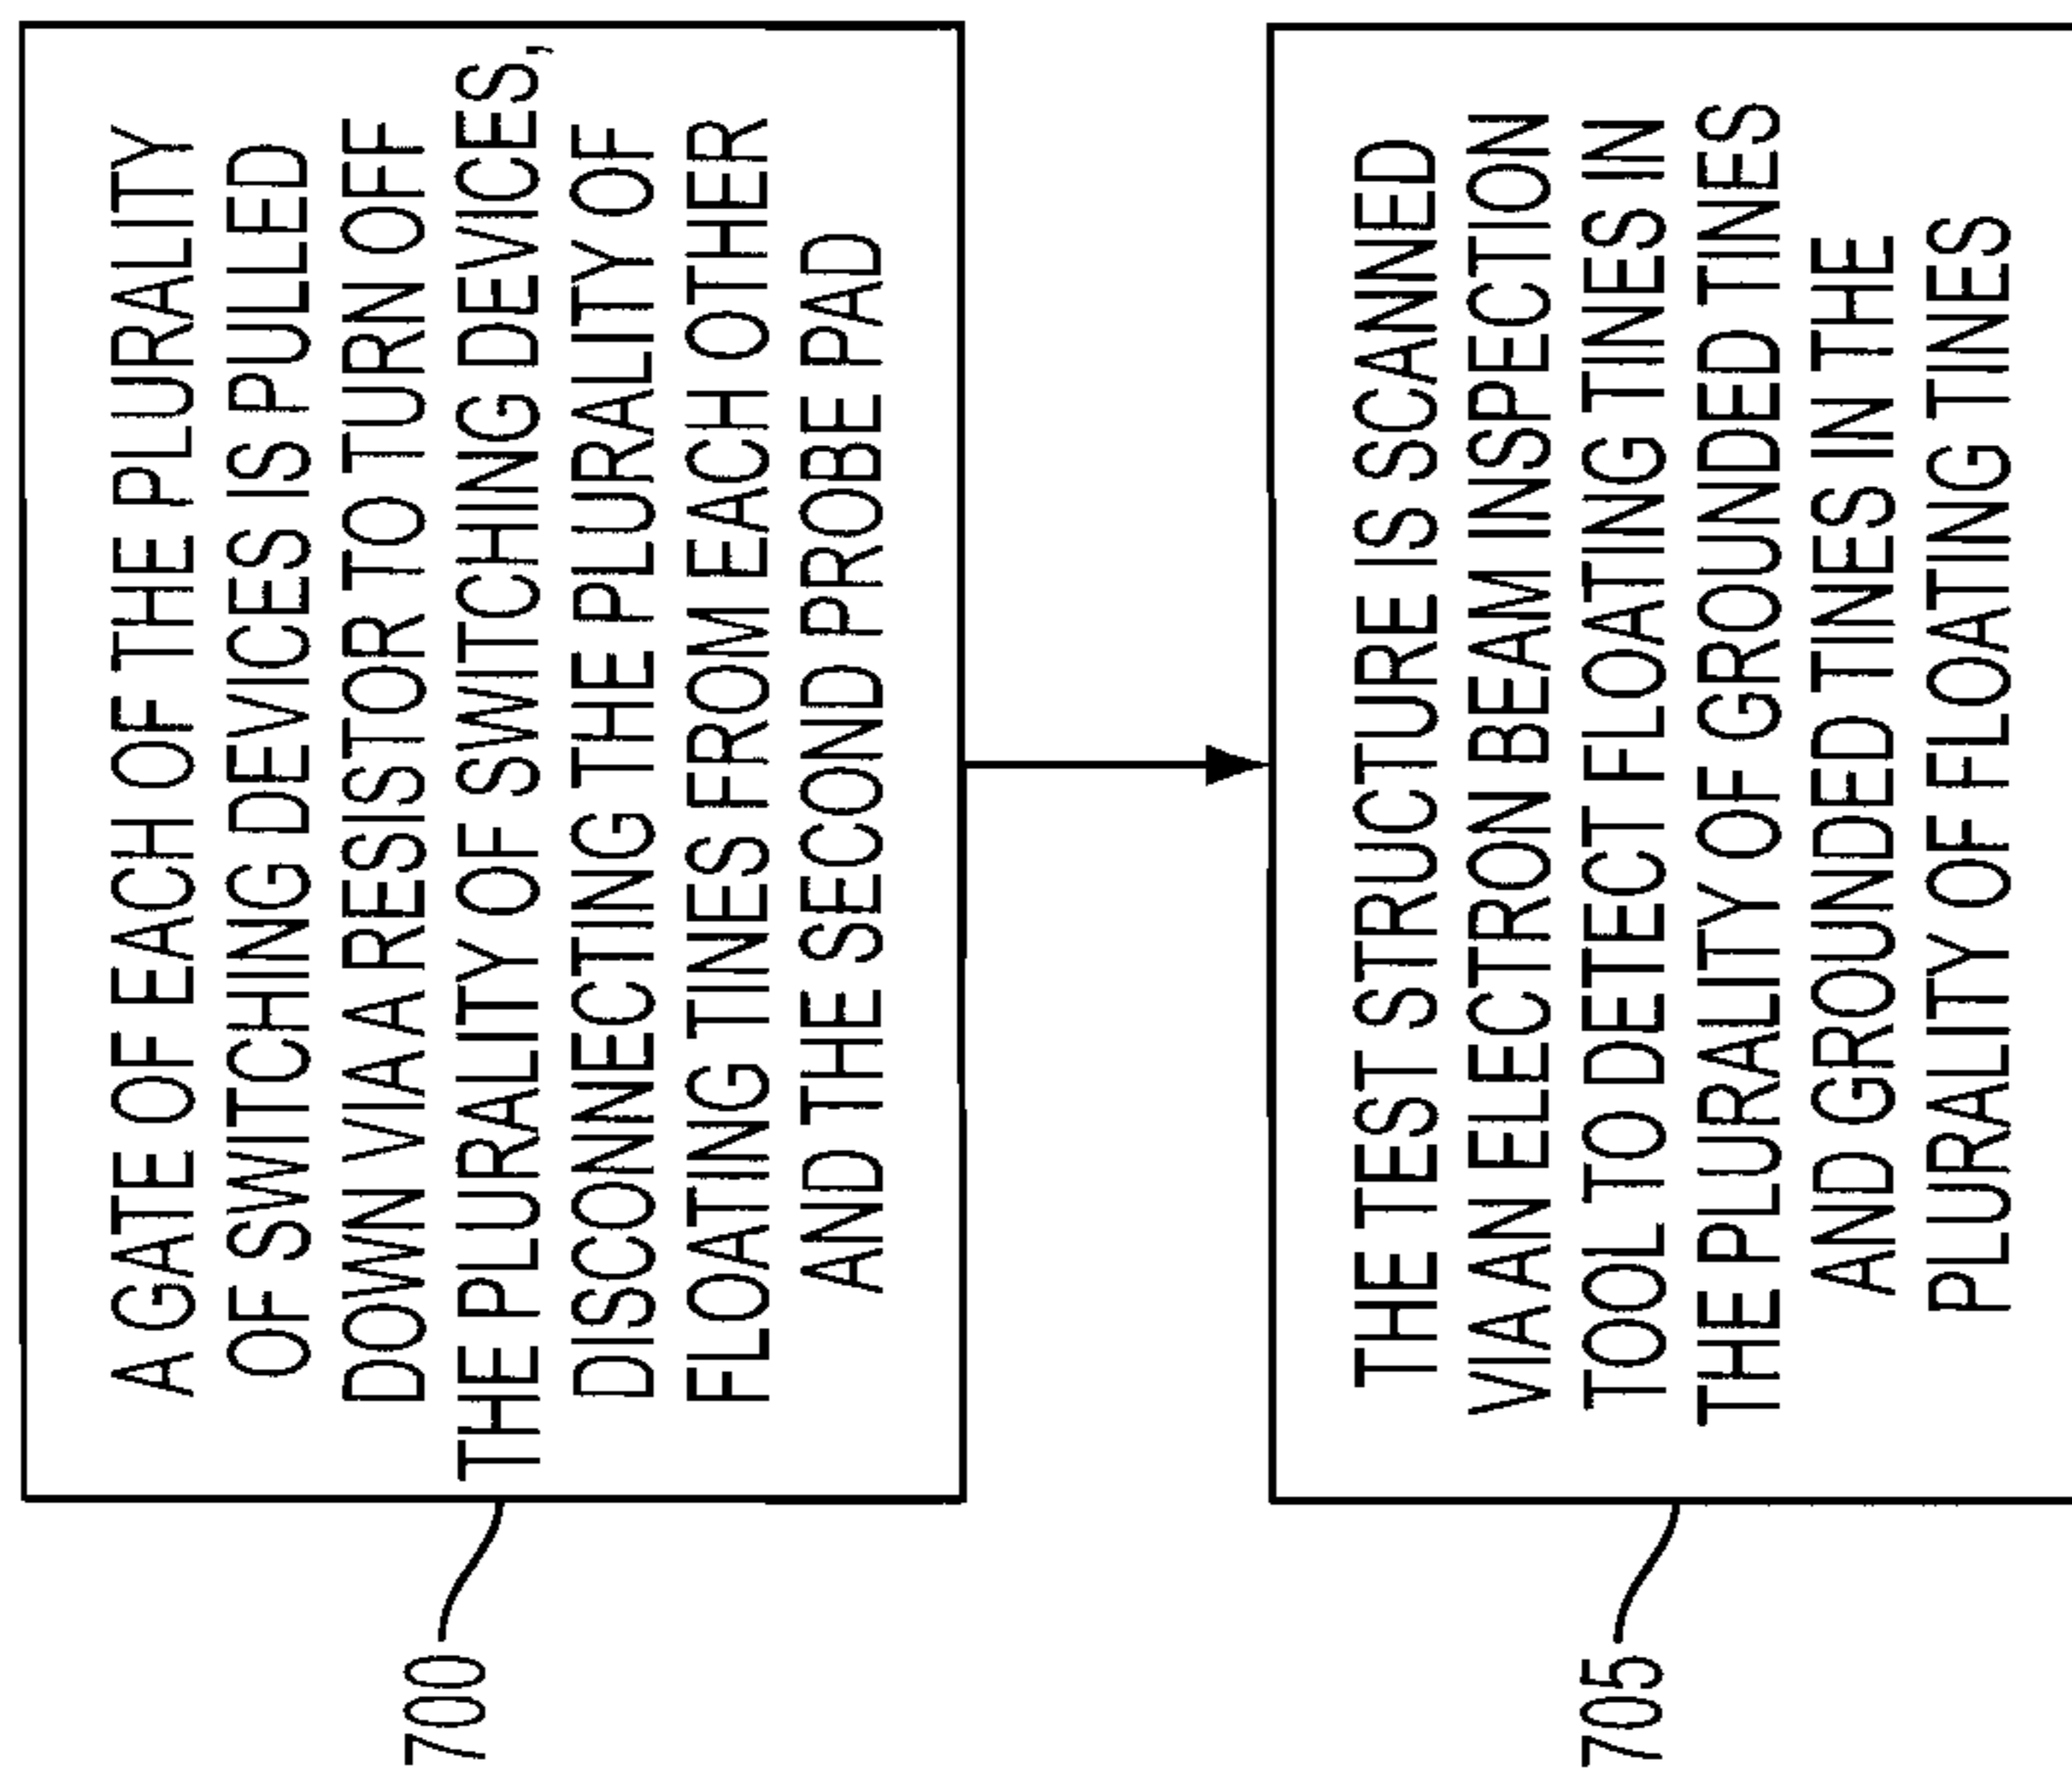 A GATE OF EACH OF THE PLURALITY
OF SWITCHING DEVICES IS PULLED
DOWN VIA A RESISTOR TO TURN OFF
THE PLURALITY OF SWITCHING DEVICES,
DISCONNECTING THE PLURALITY OF
FLOATING TINES FROM EACH OTHER
AND THE SECOND PROBE PAD
700
THE TEST STRUCTURE IS SCANNED
VIA AN ELECTRON BEAM INSPECTION
TOOL TO DETECT FLOATING TINES IN
THE PLURALITY OF GROUNDED TINES
AND GROUNDED TINES IN THE
PLURALITY OF FLOATING TINES
705